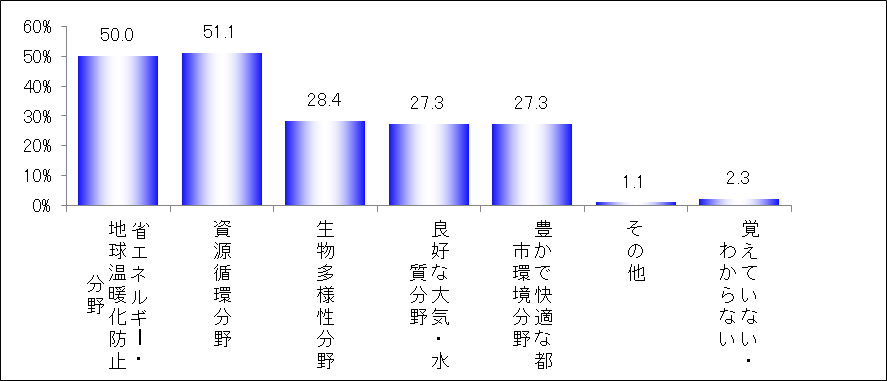 60%
50%
40%
30%
20%
10%
0%
50.0
51.1
28.4
27.3
27.3
1.1
2.3
省エネルギー・
地球温暖化防止
分野
資源循環分野
生物多様性分野
良好な大気・水
質分野
豊かで快適な都
市環境分野
その他
覚えていない・
わからない